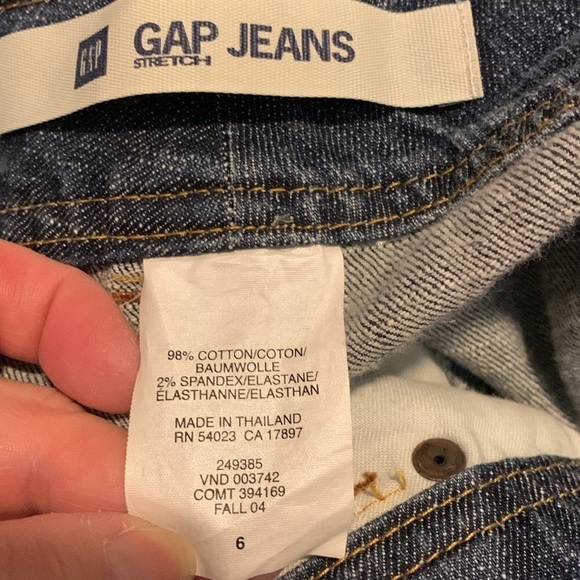 GAP
GAP JEANS
STRETCH
98% COTTON/COTON/
BAUMWOLLE
2% SPANDEX/ELASTANE/
ÉLASTHANNE/ELASTHAN
MADE IN THAILAND
RN 54023 CA 17897
249385
VND 003742
COMT 394169
FALL 04
6